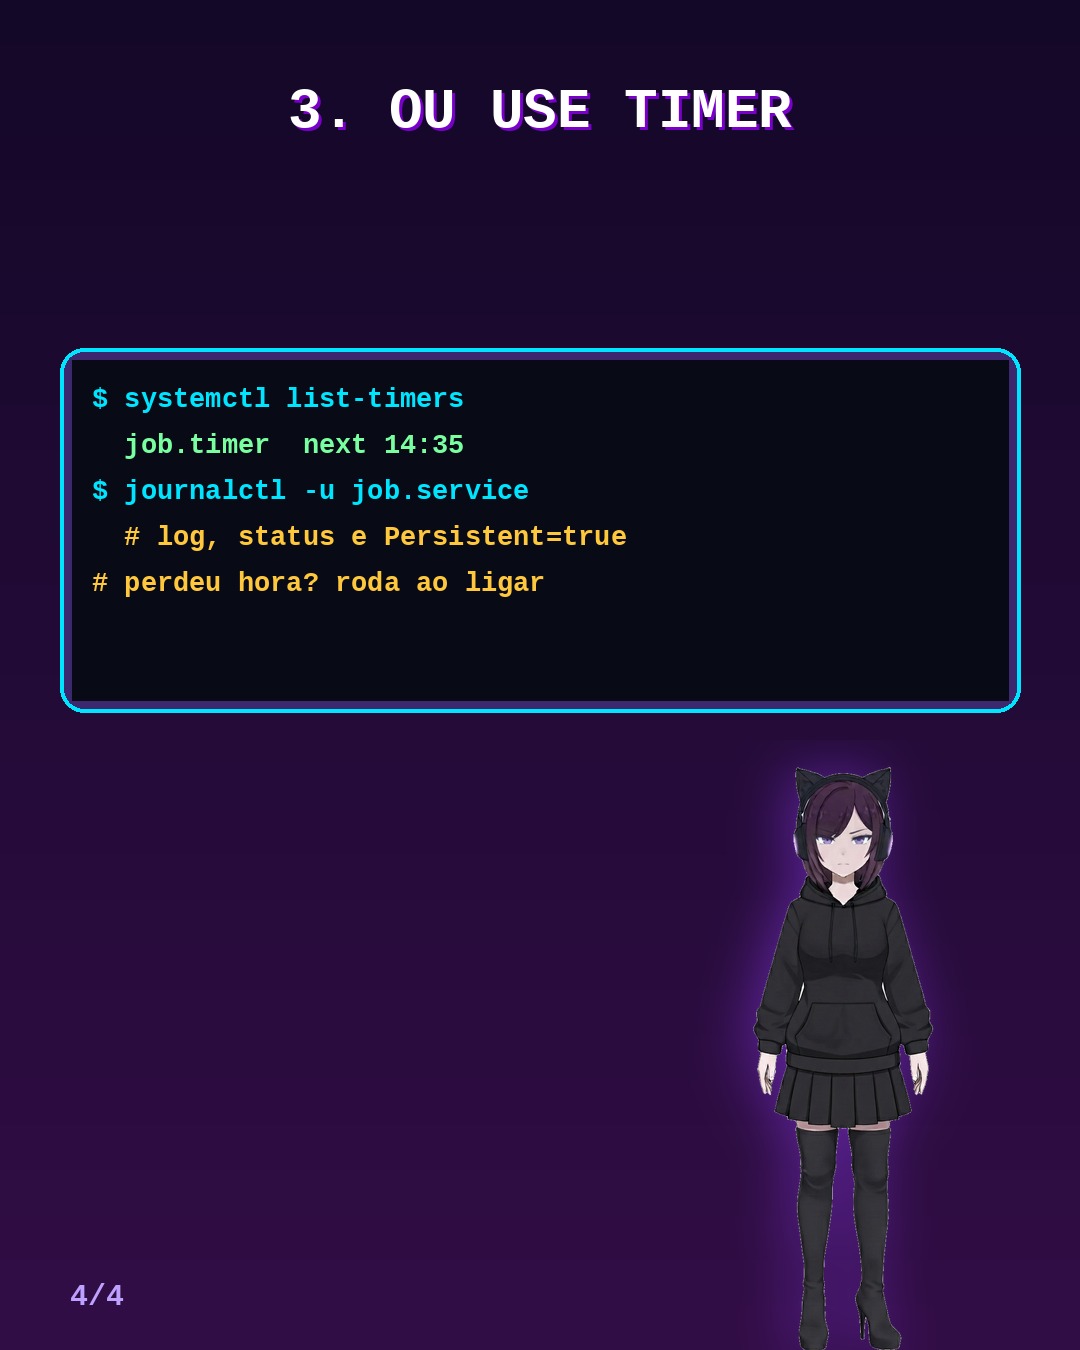 3. OU USE TIMER
$ systemctl list-timers
job.timer  next 14:35
$ journalctl -u job.service
# log, status e Persistent=true
# perdeu hora? roda ao ligar
4/4